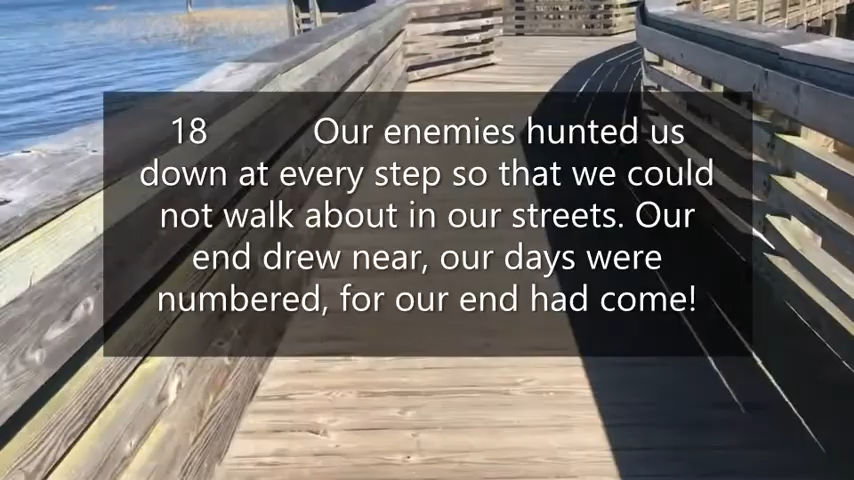 18 Our enemies hunted us
down at every step so that we could
not walk about in our streets. Our
end drew near, our days were
numbered, for our end had come!